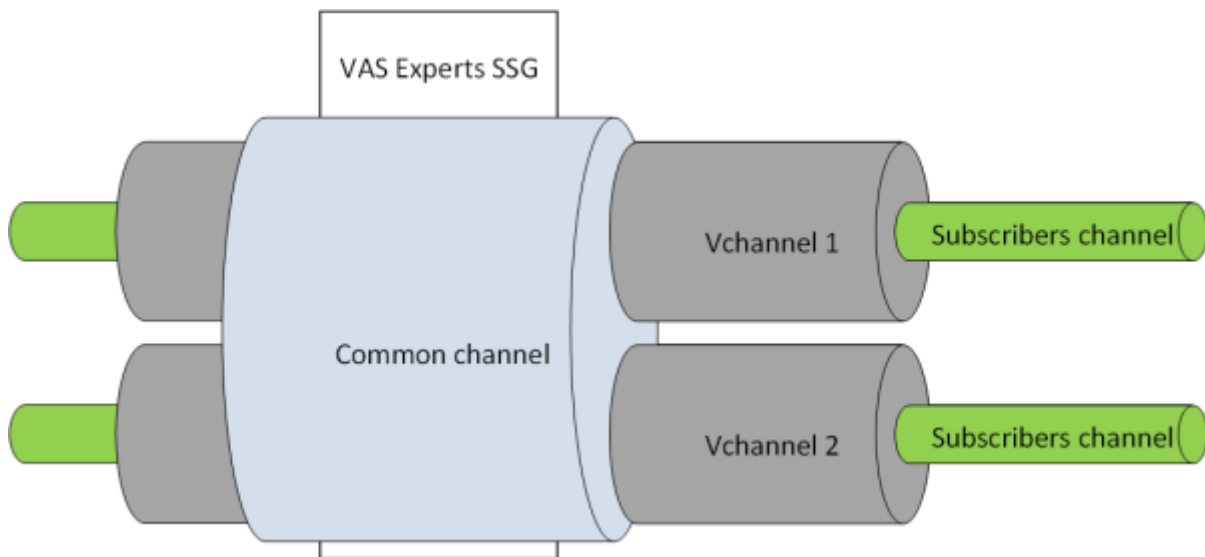 VAS Experts SSG
Vchannel 1
Subscribers channel
Common channel
Vchannel 2
Subscribers channel